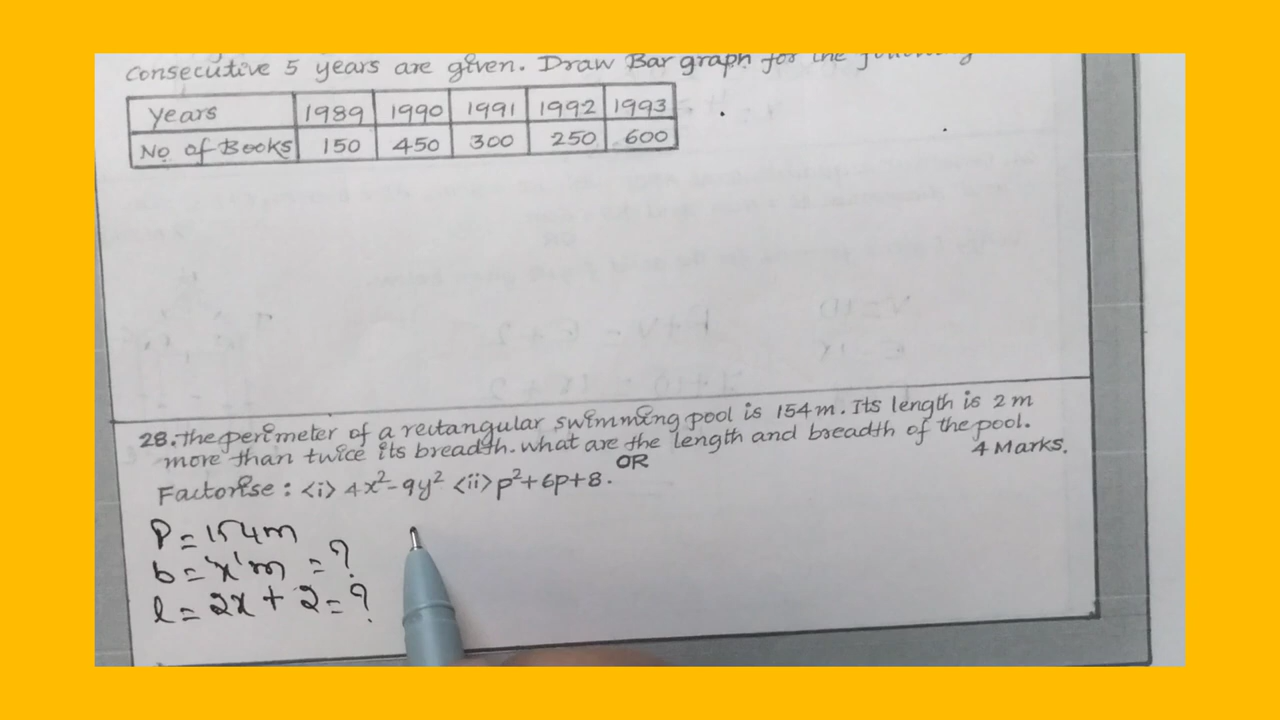 Consecutive 5 years are given. Draw Bar graph for the following
Years 1989 1990 1991 1992 1993
No of Books 150 450 300 250 600
28. The perimeter of a rectangular swimming pool is 154m. Its length is 2m
more than twice its breadth. what are the length and breadth of the pool.
4 Marks.
OR
Factorise : <i> 4x²-9y² <ii> p²+6p+8.
P = 154m
b = 'x' m = ?
l = 2x + 2 = ?